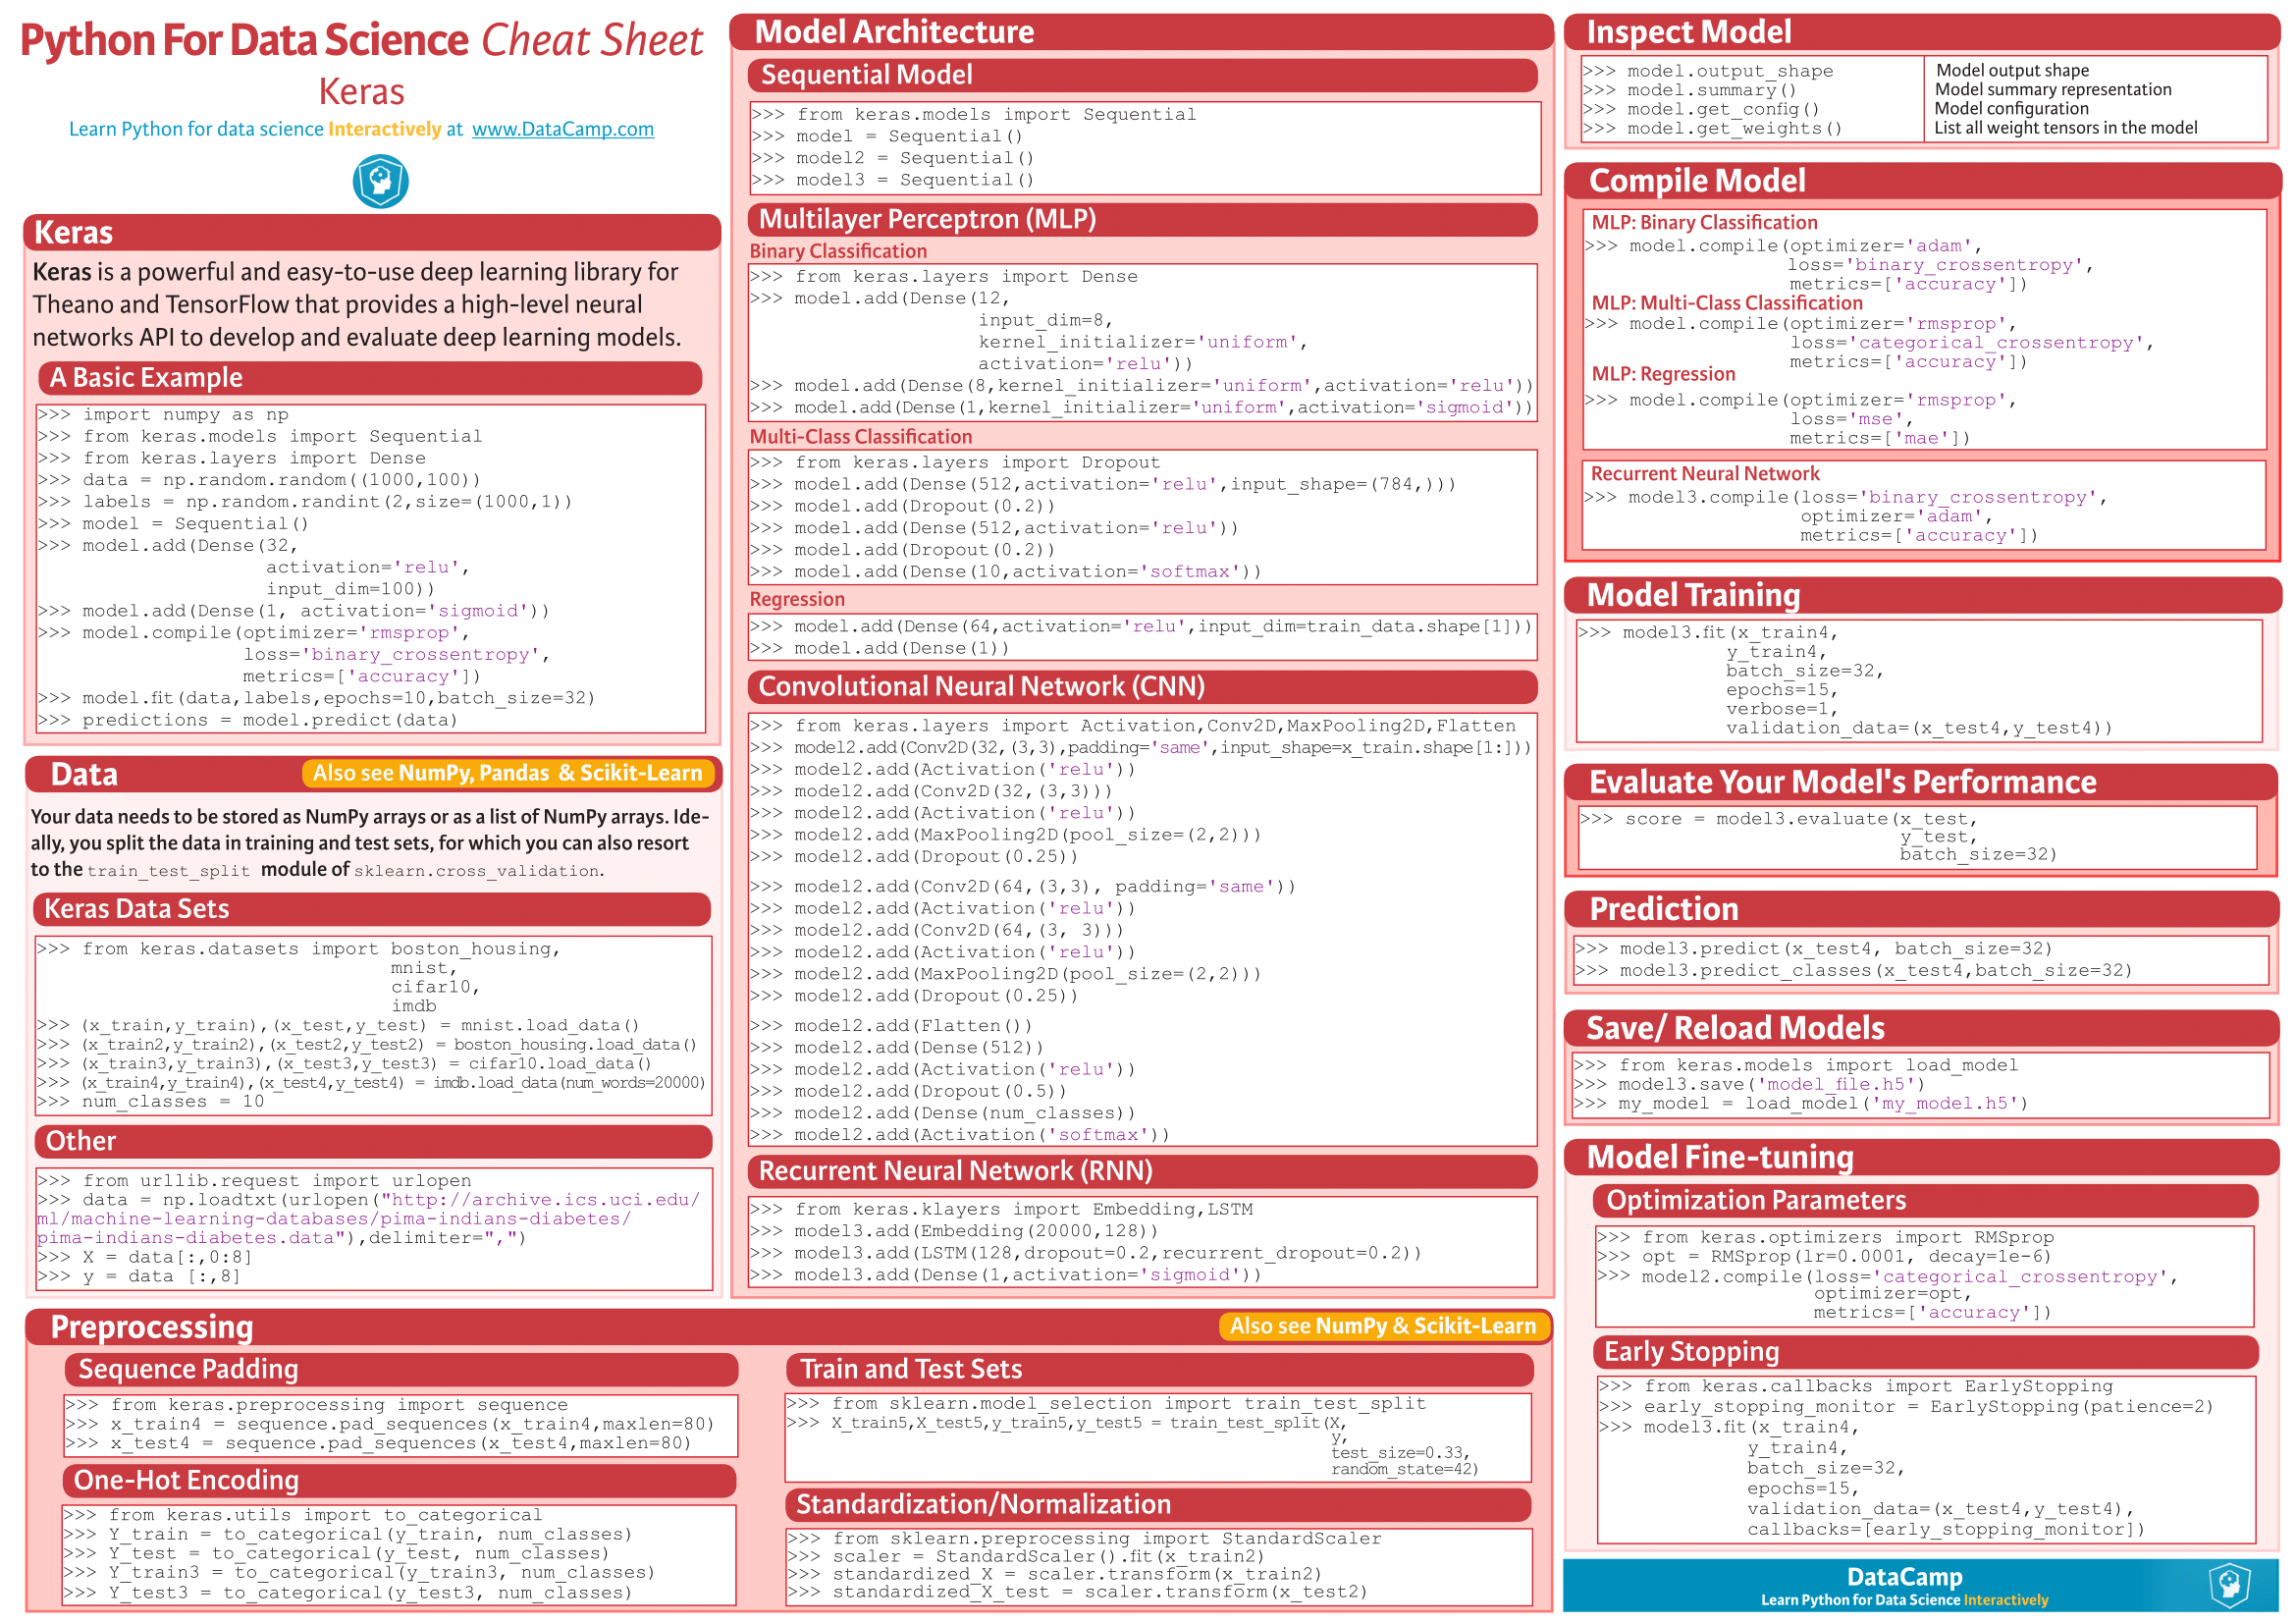 Python For Data Science Cheat Sheet
Keras
Learn Python for data science Interactively at www.DataCamp.com
Keras
Keras is a powerful and easy-to-use deep learning library for
Theano and TensorFlow that provides a high-level neural
networks API to develop and evaluate deep learning models.
A Basic Example
>>> import numpy as np
>>> from keras.models import Sequential
>>> from keras.layers import Dense
>>> data = np.random.random((1000,100))
>>> labels = np.random.randint(2,size=(1000,1))
>>> model = Sequential()
>>> model.add(Dense(32,
activation='relu',
input_dim=100))
>>> model.add(Dense(1, activation='sigmoid'))
>>> model.compile(optimizer='rmsprop',
loss='binary_crossentropy',
metrics=['accuracy'])
>>> model.fit(data,labels,epochs=10,batch_size=32)
>>> predictions = model.predict(data)
Data
Also see NumPy, Pandas & Scikit-Learn
Your data needs to be stored as NumPy arrays or as a list of NumPy arrays. Ide-
ally, you split the data in training and test sets, for which you can also resort
to the train_test_split module of sklearn.cross_validation.
Keras Data Sets
>>> from keras.datasets import boston_housing,
mnist,
cifar10,
imdb
>>> (x_train,y_train),(x_test,y_test) = mnist.load_data()
>>> (x_train2,y_train2),(x_test2,y_test2) = boston_housing.load_data()
>>> (x_train3,y_train3),(x_test3,y_test3) = cifar10.load_data()
>>> (x_train4,y_train4),(x_test4,y_test4) = imdb.load_data(num_words=20000)
>>> num_classes = 10
Other
>>> from urllib.request import urlopen
>>> data = np.loadtxt(urlopen("http://archive.ics.uci.edu/
ml/machine-learning-databases/pima-indians-diabetes/
pima-indians-diabetes.data"),delimiter=",")
>>> X = data[:,0:8]
>>> y = data [:,8]
Model Architecture
Sequential Model
>>> from keras.models import Sequential
>>> model = Sequential()
>>> model2 = Sequential()
>>> model3 = Sequential()
Multilayer Perceptron (MLP)
Binary Classification
>>> from keras.layers import Dense
>>> model.add(Dense(12,
input_dim=8,
kernel_initializer='uniform',
activation='relu'))
>>> model.add(Dense(8,kernel_initializer='uniform',activation='relu'))
>>> model.add(Dense(1,kernel_initializer='uniform',activation='sigmoid'))
Multi-Class Classification
>>> from keras.layers import Dropout
>>> model.add(Dense(512,activation='relu',input_shape=(784,)))
>>> model.add(Dropout(0.2))
>>> model.add(Dense(512,activation='relu'))
>>> model.add(Dropout(0.2))
>>> model.add(Dense(10,activation='softmax'))
Regression
>>> model.add(Dense(64,activation='relu',input_dim=train_data.shape[1]))
>>> model.add(Dense(1))
Convolutional Neural Network (CNN)
>>> from keras.layers import Activation,Conv2D,MaxPooling2D,Flatten
>>> model2.add(Conv2D(32,(3,3),padding='same',input_shape=x_train.shape[1:]))
>>> model2.add(Activation('relu'))
>>> model2.add(Conv2D(32,(3,3)))
>>> model2.add(Activation('relu'))
>>> model2.add(MaxPooling2D(pool_size=(2,2)))
>>> model2.add(Dropout(0.25))
>>> model2.add(Conv2D(64,(3,3), padding='same'))
>>> model2.add(Activation('relu'))
>>> model2.add(Conv2D(64,(3, 3)))
>>> model2.add(Activation('relu'))
>>> model2.add(MaxPooling2D(pool_size=(2,2)))
>>> model2.add(Dropout(0.25))
>>> model2.add(Flatten())
>>> model2.add(Dense(512))
>>> model2.add(Activation('relu'))
>>> model2.add(Dropout(0.5))
>>> model2.add(Dense(num_classes))
>>> model2.add(Activation('softmax'))
Recurrent Neural Network (RNN)
>>> from keras.klayers import Embedding,LSTM
>>> model3.add(Embedding(20000,128))
>>> model3.add(LSTM(128,dropout=0.2,recurrent_dropout=0.2))
>>> model3.add(Dense(1,activation='sigmoid'))
Preprocessing
Also see NumPy & Scikit-Learn
Sequence Padding
>>> from keras.preprocessing import sequence
>>> x_train4 = sequence.pad_sequences(x_train4,maxlen=80)
>>> x_test4 = sequence.pad_sequences(x_test4,maxlen=80)
One-Hot Encoding
>>> from keras.utils import to_categorical
>>> Y_train = to_categorical(y_train, num_classes)
>>> Y_test = to_categorical(y_test, num_classes)
>>> Y_train3 = to_categorical(y_train3, num_classes)
>>> Y_test3 = to_categorical(y_test3, num_classes)
Train and Test Sets
>>> from sklearn.model_selection import train_test_split
>>> X_train5,X_test5,y_train5,y_test5 = train_test_split(X,
y,
test_size=0.33,
random_state=42)
Standardization/Normalization
>>> from sklearn.preprocessing import StandardScaler
>>> scaler = StandardScaler().fit(x_train2)
>>> standardized_X = scaler.transform(x_train2)
>>> standardized_X_test = scaler.transform(x_test2)
Inspect Model
>>> model.output_shape Model output shape
>>> model.summary() Model summary representation
>>> model.get_config() Model configuration
>>> model.get_weights() List all weight tensors in the model
Compile Model
MLP: Binary Classification
>>> model.compile(optimizer='adam',
loss='binary_crossentropy',
metrics=['accuracy'])
MLP: Multi-Class Classification
>>> model.compile(optimizer='rmsprop',
loss='categorical_crossentropy',
metrics=['accuracy'])
MLP: Regression
>>> model.compile(optimizer='rmsprop',
loss='mse',
metrics=['mae'])
Recurrent Neural Network
>>> model3.compile(loss='binary_crossentropy',
optimizer='adam',
metrics=['accuracy'])
Model Training
>>> model3.fit(x_train4,
y_train4,
batch_size=32,
epochs=15,
verbose=1,
validation_data=(x_test4,y_test4))
Evaluate Your Model's Performance
>>> score = model3.evaluate(x_test,
y_test,
batch_size=32)
Prediction
>>> model3.predict(x_test4, batch_size=32)
>>> model3.predict_classes(x_test4,batch_size=32)
Save/ Reload Models
>>> from keras.models import load_model
>>> model3.save('model_file.h5')
>>> my_model = load_model('my_model.h5')
Model Fine-tuning
Optimization Parameters
>>> from keras.optimizers import RMSprop
>>> opt = RMSprop(lr=0.0001, decay=1e-6)
>>> model2.compile(loss='categorical_crossentropy',
optimizer=opt,
metrics=['accuracy'])
Early Stopping
>>> from keras.callbacks import EarlyStopping
>>> early_stopping_monitor = EarlyStopping(patience=2)
>>> model3.fit(x_train4,
y_train4,
batch_size=32,
epochs=15,
validation_data=(x_test4,y_test4),
callbacks=[early_stopping_monitor])
DataCamp
Learn Python for Data Science Interactively